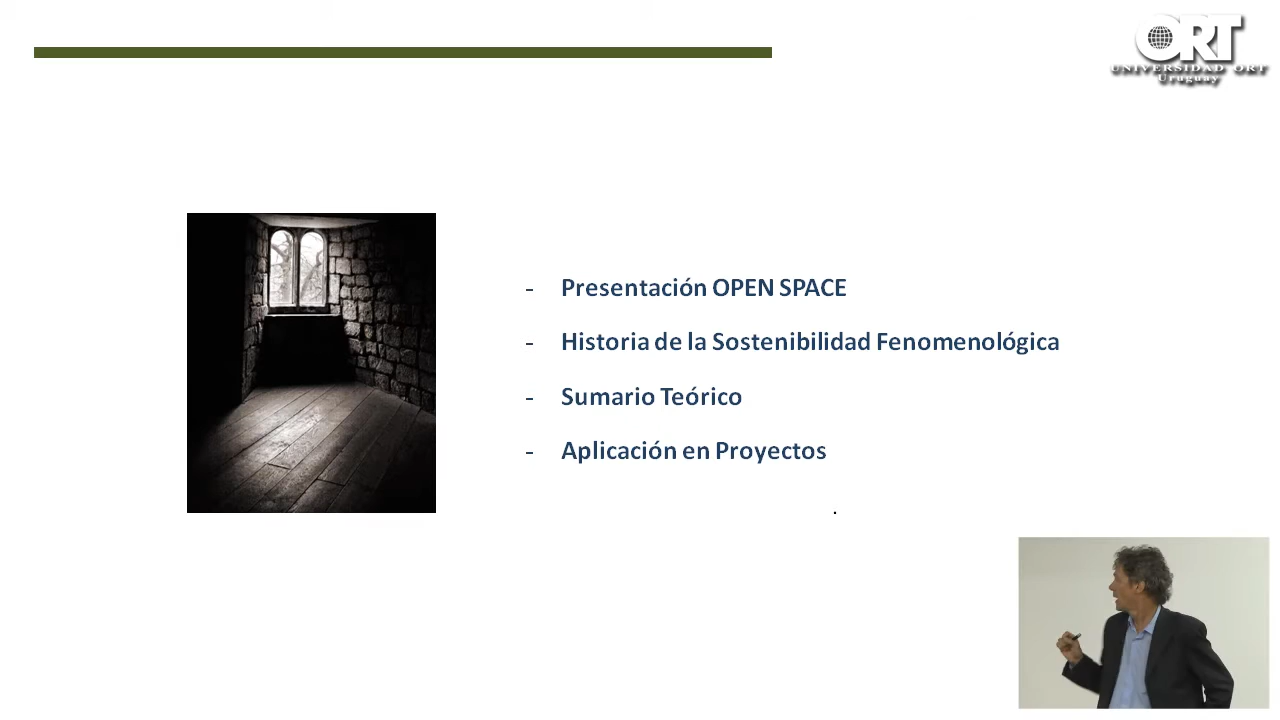 ORT
UNIVERSIDAD ORT
Uruguay
- Presentación OPEN SPACE
- Historia de la Sostenibilidad Fenomenológica
- Sumario Teórico
- Aplicación en Proyectos
.